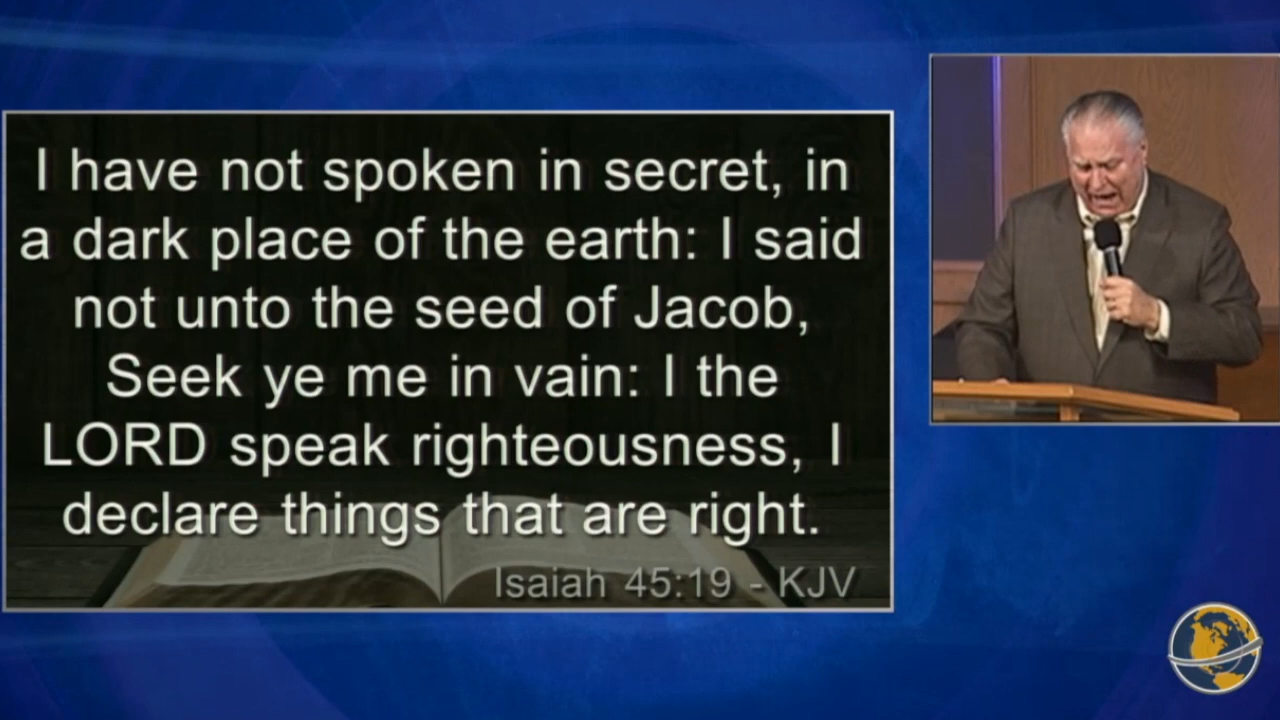 I have not spoken in secret, in
a dark place of the earth: I said
not unto the seed of Jacob,
Seek ye me in vain: I the
LORD speak righteousness, I
declare things that are right.
Isaiah 45:19 - KJV